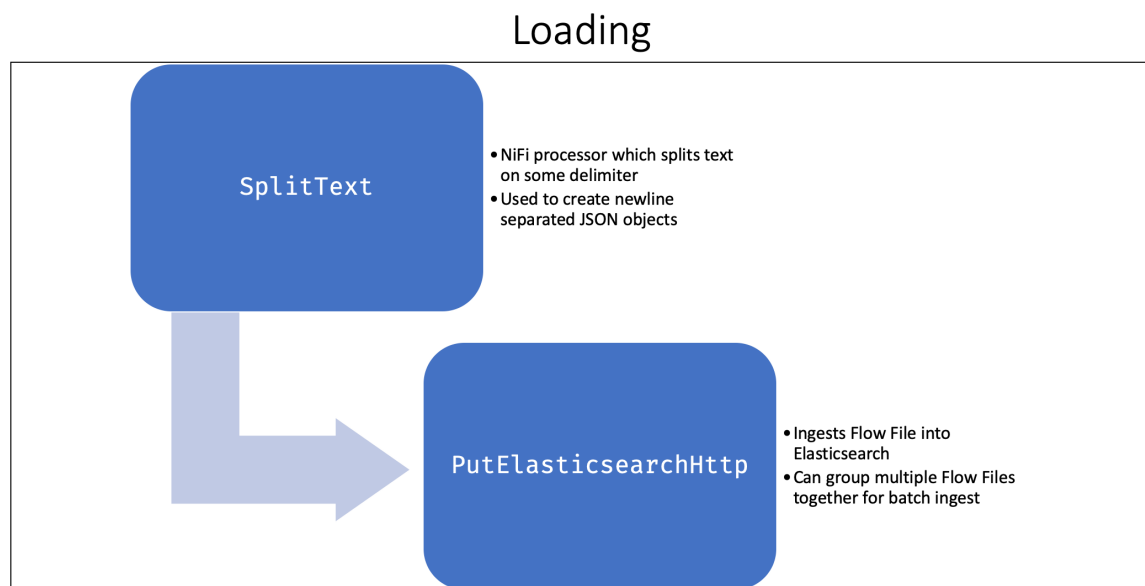 Loading
SplitText
• NiFi processor which splits text
on some delimiter
• Used to create newline
separated JSON objects
PutElasticsearchHttp
• Ingests Flow File into
Elasticsearch
• Can group multiple Flow Files
together for batch ingest